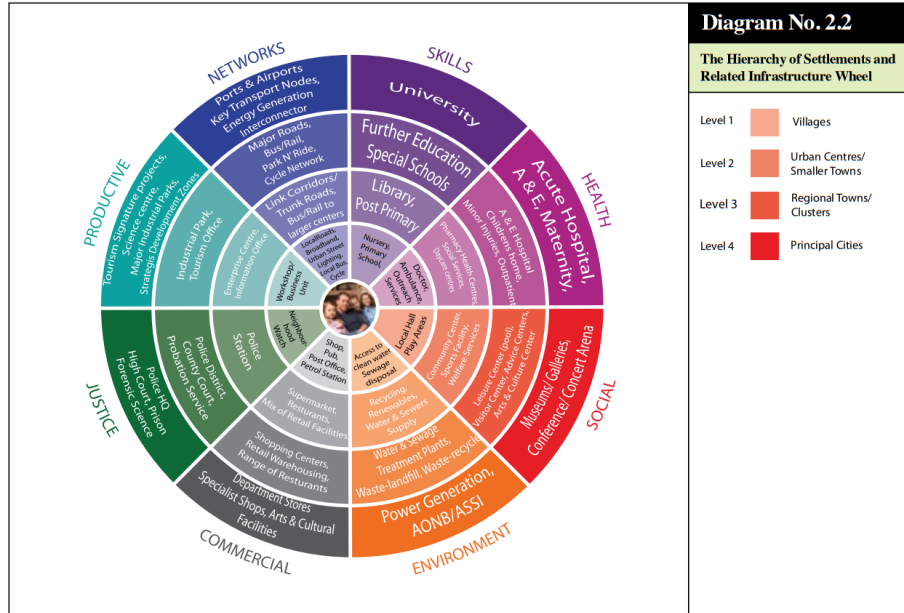 Diagram No. 2.2
The Hierarchy of Settlements and
Related Infrastructure Wheel
Level 1
Villages
Level 2
Urban Centres/
Smaller Towns
Level 3
Regional Towns/
Clusters
Level 4
Principal Cities
NETWORKS
Ports & Airports
Key Transport Nodes,
Energy Generation
Interconnector
Major Roads,
Bus/Rail,
Park N'Ride,
Cycle Network
Link Corridors/
Trunk Roads,
Bus/Rail to
larger centers
LocalRoads,
Broadband,
Urban Street
Lighting,
Local Bus,
Cycle
SKILLS
University
Further Education
Special Schools
Library,
Post Primary
Nursery,
Primary
School,
HEALTH
Acute Hospital,
A & E, Maternity,
A & E Hospital
Childrens home,
Minor Injures, Outpatient
Pharmacy Health Centres,
Social Services,
Daycare centres
Doctor,
Ambulance,
Outreach
Services
SOCIAL
Museums/ Galleries,
Conference/ Concert Arena
Leisure Center (pool),
Visitor Center, Advice Centers,
Arts & Culture Center
Community Center,
Sports Facility,
Welfare Services
Local Hall
Play Areas
ENVIRONMENT
Access to
clean water
Sewage
disposal
Recycling,
Renewables,
Water & Sewers
Supply
Water & Sewage
Treatment Plants,
Waste-landfill, Waste-recycle
Power Generation,
AONB/ASSI
COMMERCIAL
Shop,
Pub,
Post Office,
Petrol Station
Supermarket,
Resturants,
Mix of Retail Facilities
Shopping Centers,
Retail Warehousing,
Range of Resturants
Department Stores
Specialist Shops, Arts & Cultural
Facilities
JUSTICE
Police HQ
High Court, Prison
Forensic Science
Police District,
County Court,
Probation Service
Police
Station
Neighbour-
hood
Watch
PRODUCTIVE
Tourism Signature projects,
Science centre,
Major Industrial Parks,
Strategic Development Zones
Industrial Park,
Tourism Office
Enterprise Centre,
Information Office
Workshop/
Business
Unit